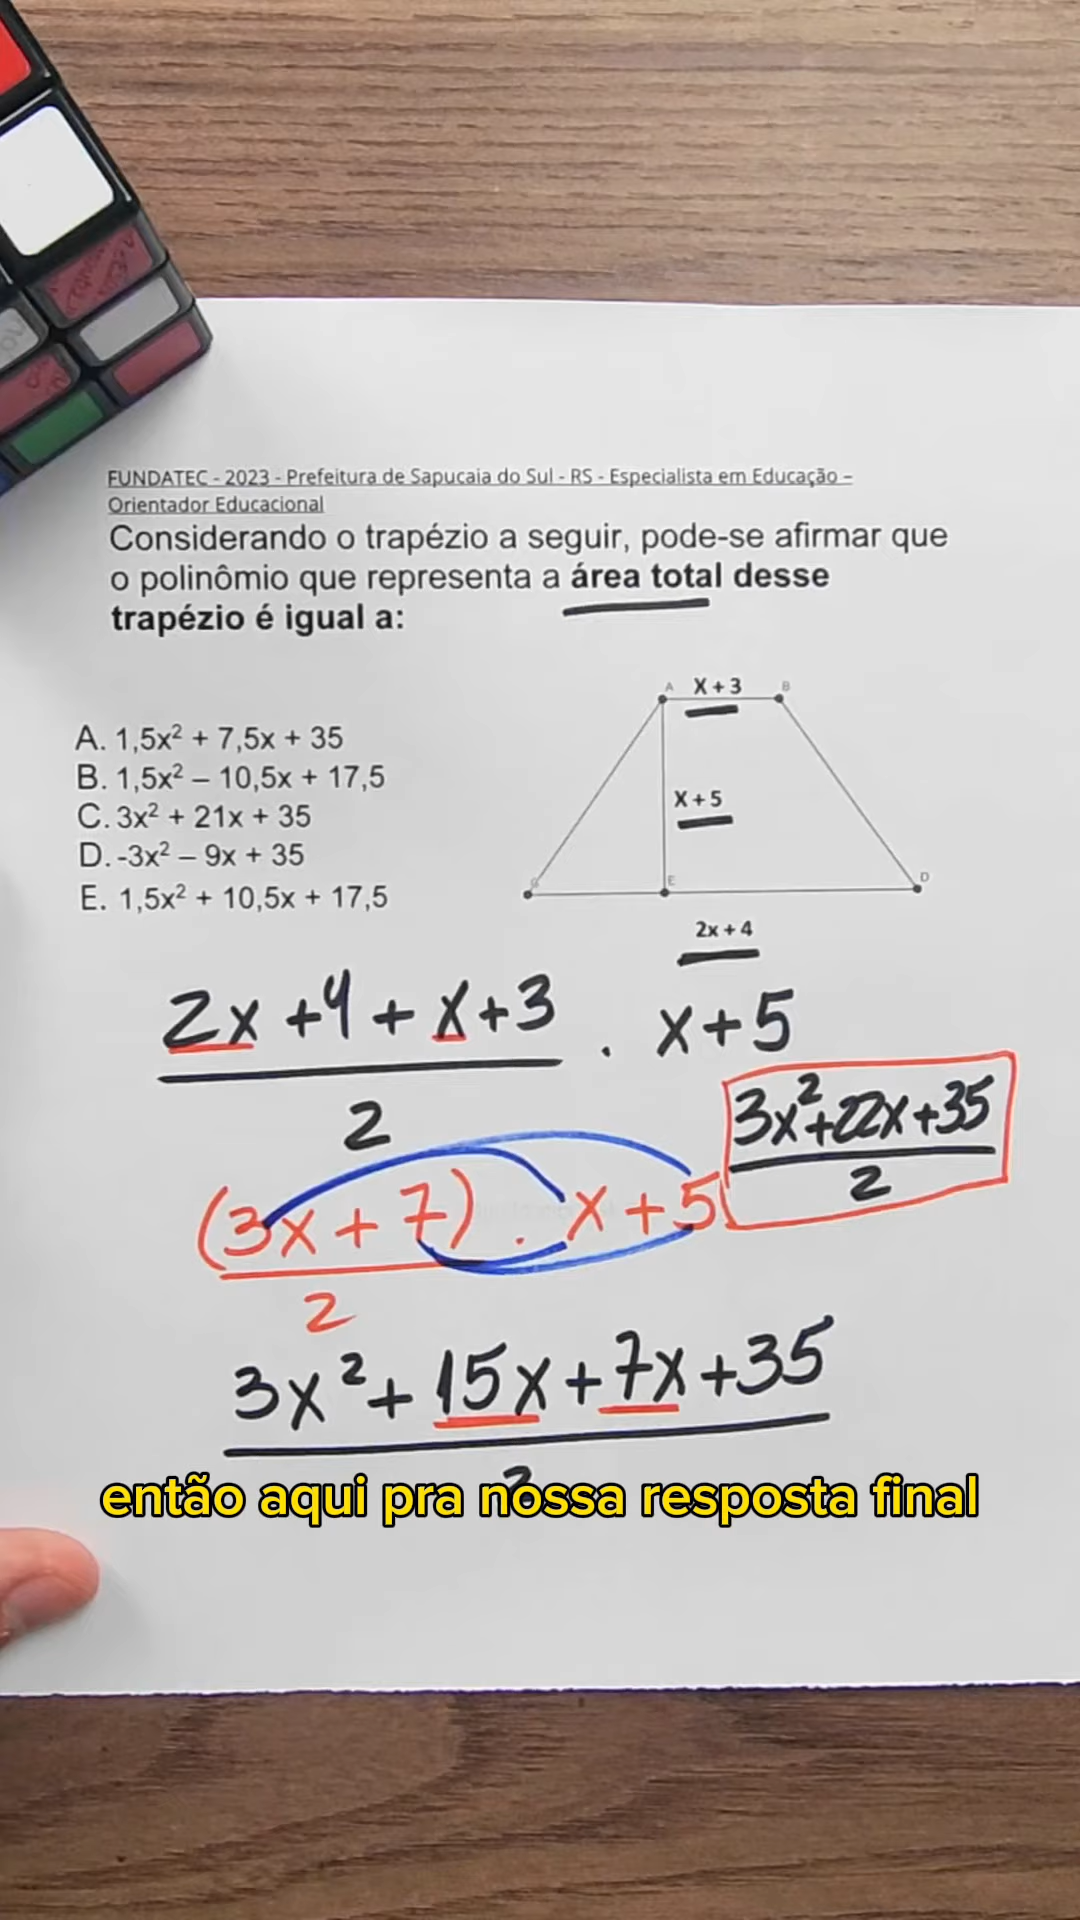 FUNDATEC - 2023 - Prefeitura de Sapucaia do Sul - RS - Especialista em Educação –
Orientador Educacional
Considerando o trapézio a seguir, pode-se afirmar que
o polinômio que representa a área total desse
trapézio é igual a:
A. 1,5x² + 7,5x + 35
B. 1,5x² – 10,5x + 17,5
C. 3x² + 21x + 35
D. -3x² – 9x + 35
E. 1,5x² + 10,5x + 17,5
A X + 3 B
X + 5
C E D
2x + 4
2x + 4 + x + 3 . x + 5
2
3x² + 22x + 35
2
(3x + 7) . x + 5
2
3x² + 15x + 7x + 35
2
então aqui pra nossa resposta final